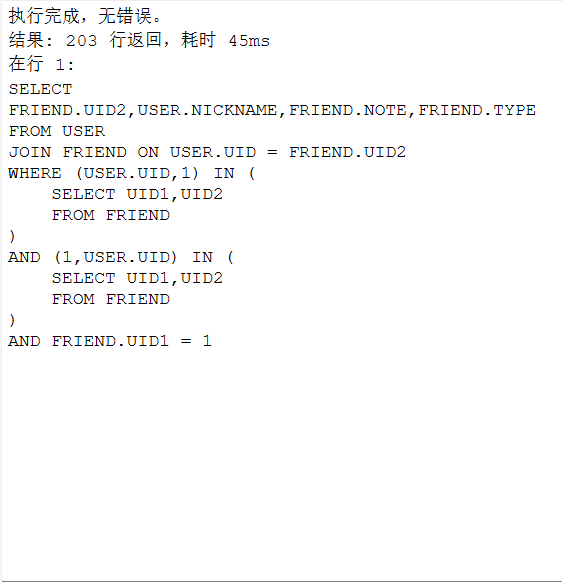 执行完成，无错误。
结果: 203 行返回，耗时 45ms
在行 1:
SELECT
FRIEND.UID2,USER.NICKNAME,FRIEND.NOTE,FRIEND.TYPE
FROM USER
JOIN FRIEND ON USER.UID = FRIEND.UID2
WHERE (USER.UID,1) IN (
    SELECT UID1,UID2
    FROM FRIEND
)
AND (1,USER.UID) IN (
    SELECT UID1,UID2
    FROM FRIEND
)
AND FRIEND.UID1 = 1